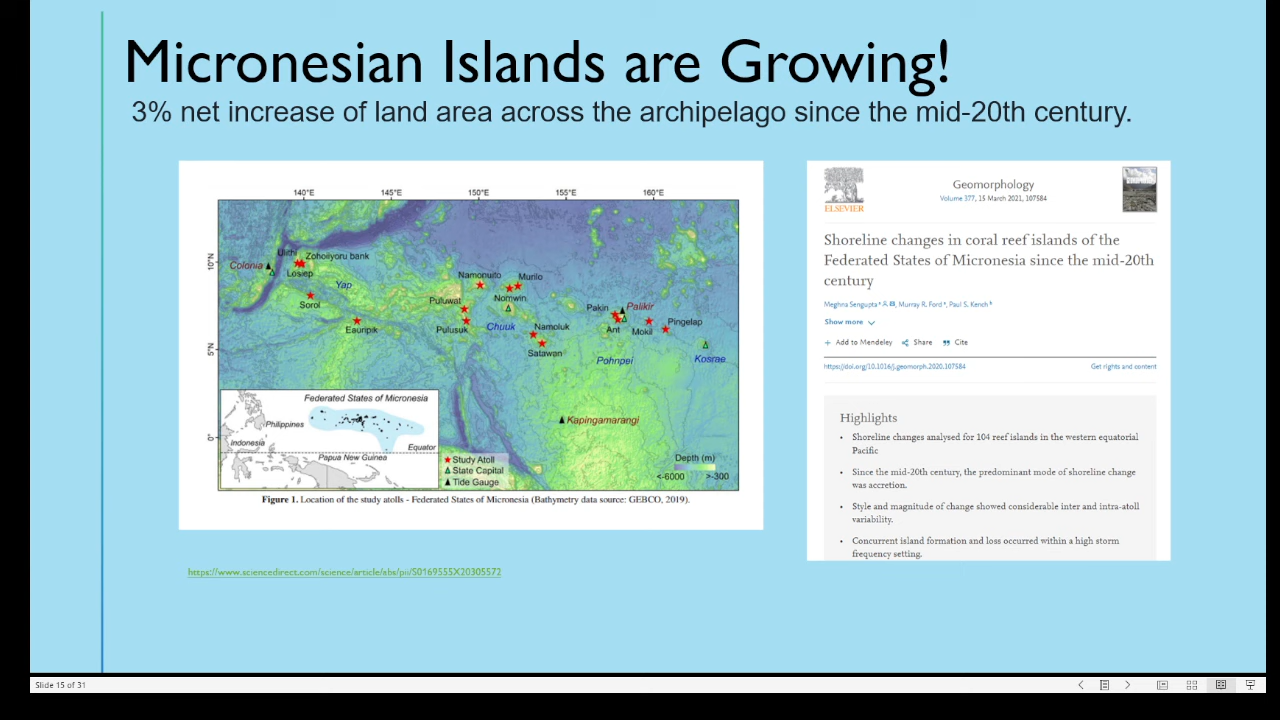 Micronesian Islands are Growing!
3% net increase of land area across the archipelago since the mid-20th century.
140°E 145°E 150°E 155°E 160°E
10°N
5°N
0°
Ulithi
Zohoiiyoru bank
Colonia
Losiep
Yap
Sorol
Eauripik
Namonuito
Murilo
Nomwin
Puluwat
Pulusuk
Chuuk
Namoluk
Satawan
Pakin
Palikir
Ant
Mokil
Pingelap
Pohnpei
Kosrae
Kapingamarangi
Federated States of Micronesia
Philippines
Indonesia
Equator
Papua New Guinea
Study Atoll
State Capital
Tide Gauge
Depth (m)
<-6000 >-300
Figure 1. Location of the study atolls - Federated States of Micronesia (Bathymetry data source: GEBCO, 2019).
https://www.sciencedirect.com/science/article/abs/pii/S0169555X20305572
ELSEVIER
Geomorphology
Volume 377, 15 March 2021, 107584
Shoreline changes in coral reef islands of the
Federated States of Micronesia since the mid-20th
century
Meghna Sengupta ᵃ, Murray R. Ford ᵃ, Paul S. Kench ᵇ
Show more
+ Add to Mendeley Share Cite
https://doi.org/10.1016/j.geomorph.2020.107584 Get rights and content
Highlights
• Shoreline changes analysed for 104 reef islands in the western equatorial
Pacific
• Since the mid-20th century, the predominant mode of shoreline change
was accretion.
• Style and magnitude of change showed considerable inter and intra-atoll
variability.
• Concurrent island formation and loss occurred within a high storm
frequency setting.
Slide 15 of 31